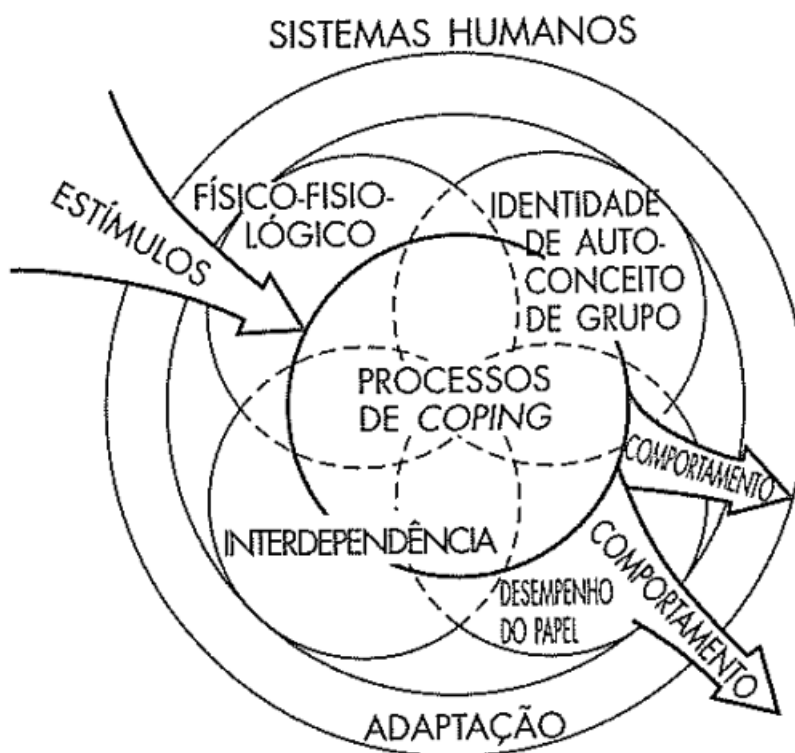 SISTEMAS HUMANOS
ESTÍMULOS
FÍSICO-FISIO-
LÓGICO
IDENTIDADE
DE AUTO-
CONCEITO
DE GRUPO
PROCESSOS
DE COPING
COMPORTAMENTO
COMPORTAMENTO
INTERDEPENDÊNCIA
DESEMPENHO
DO PAPEL
ADAPTAÇÃO